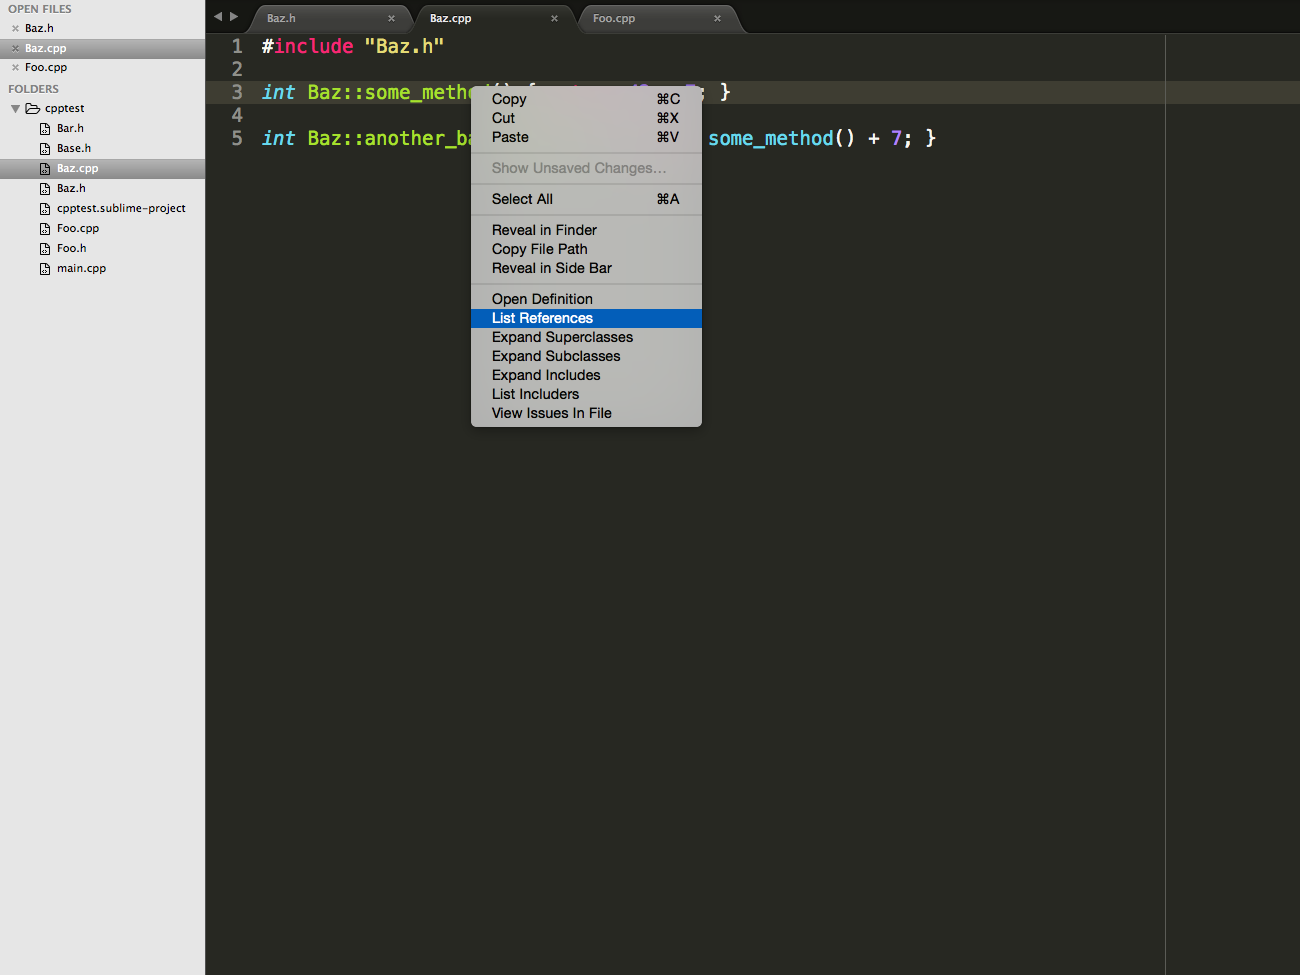 OPEN FILES
Baz.h
Baz.cpp
Foo.cpp
FOLDERS
cpptest
Bar.h
Base.h
Baz.cpp
Baz.h
cpptest.sublime-project
Foo.cpp
Foo.h
main.cpp
Baz.h
Baz.cpp
Foo.cpp
1 #include "Baz.h"
2
3 int Baz::some_metho ; }
4
5 int Baz::another_ba some_method() + 7; }
Copy ⌘C
Cut ⌘X
Paste ⌘V
Show Unsaved Changes...
Select All ⌘A
Reveal in Finder
Copy File Path
Reveal in Side Bar
Open Definition
List References
Expand Superclasses
Expand Subclasses
Expand Includes
List Includers
View Issues In File